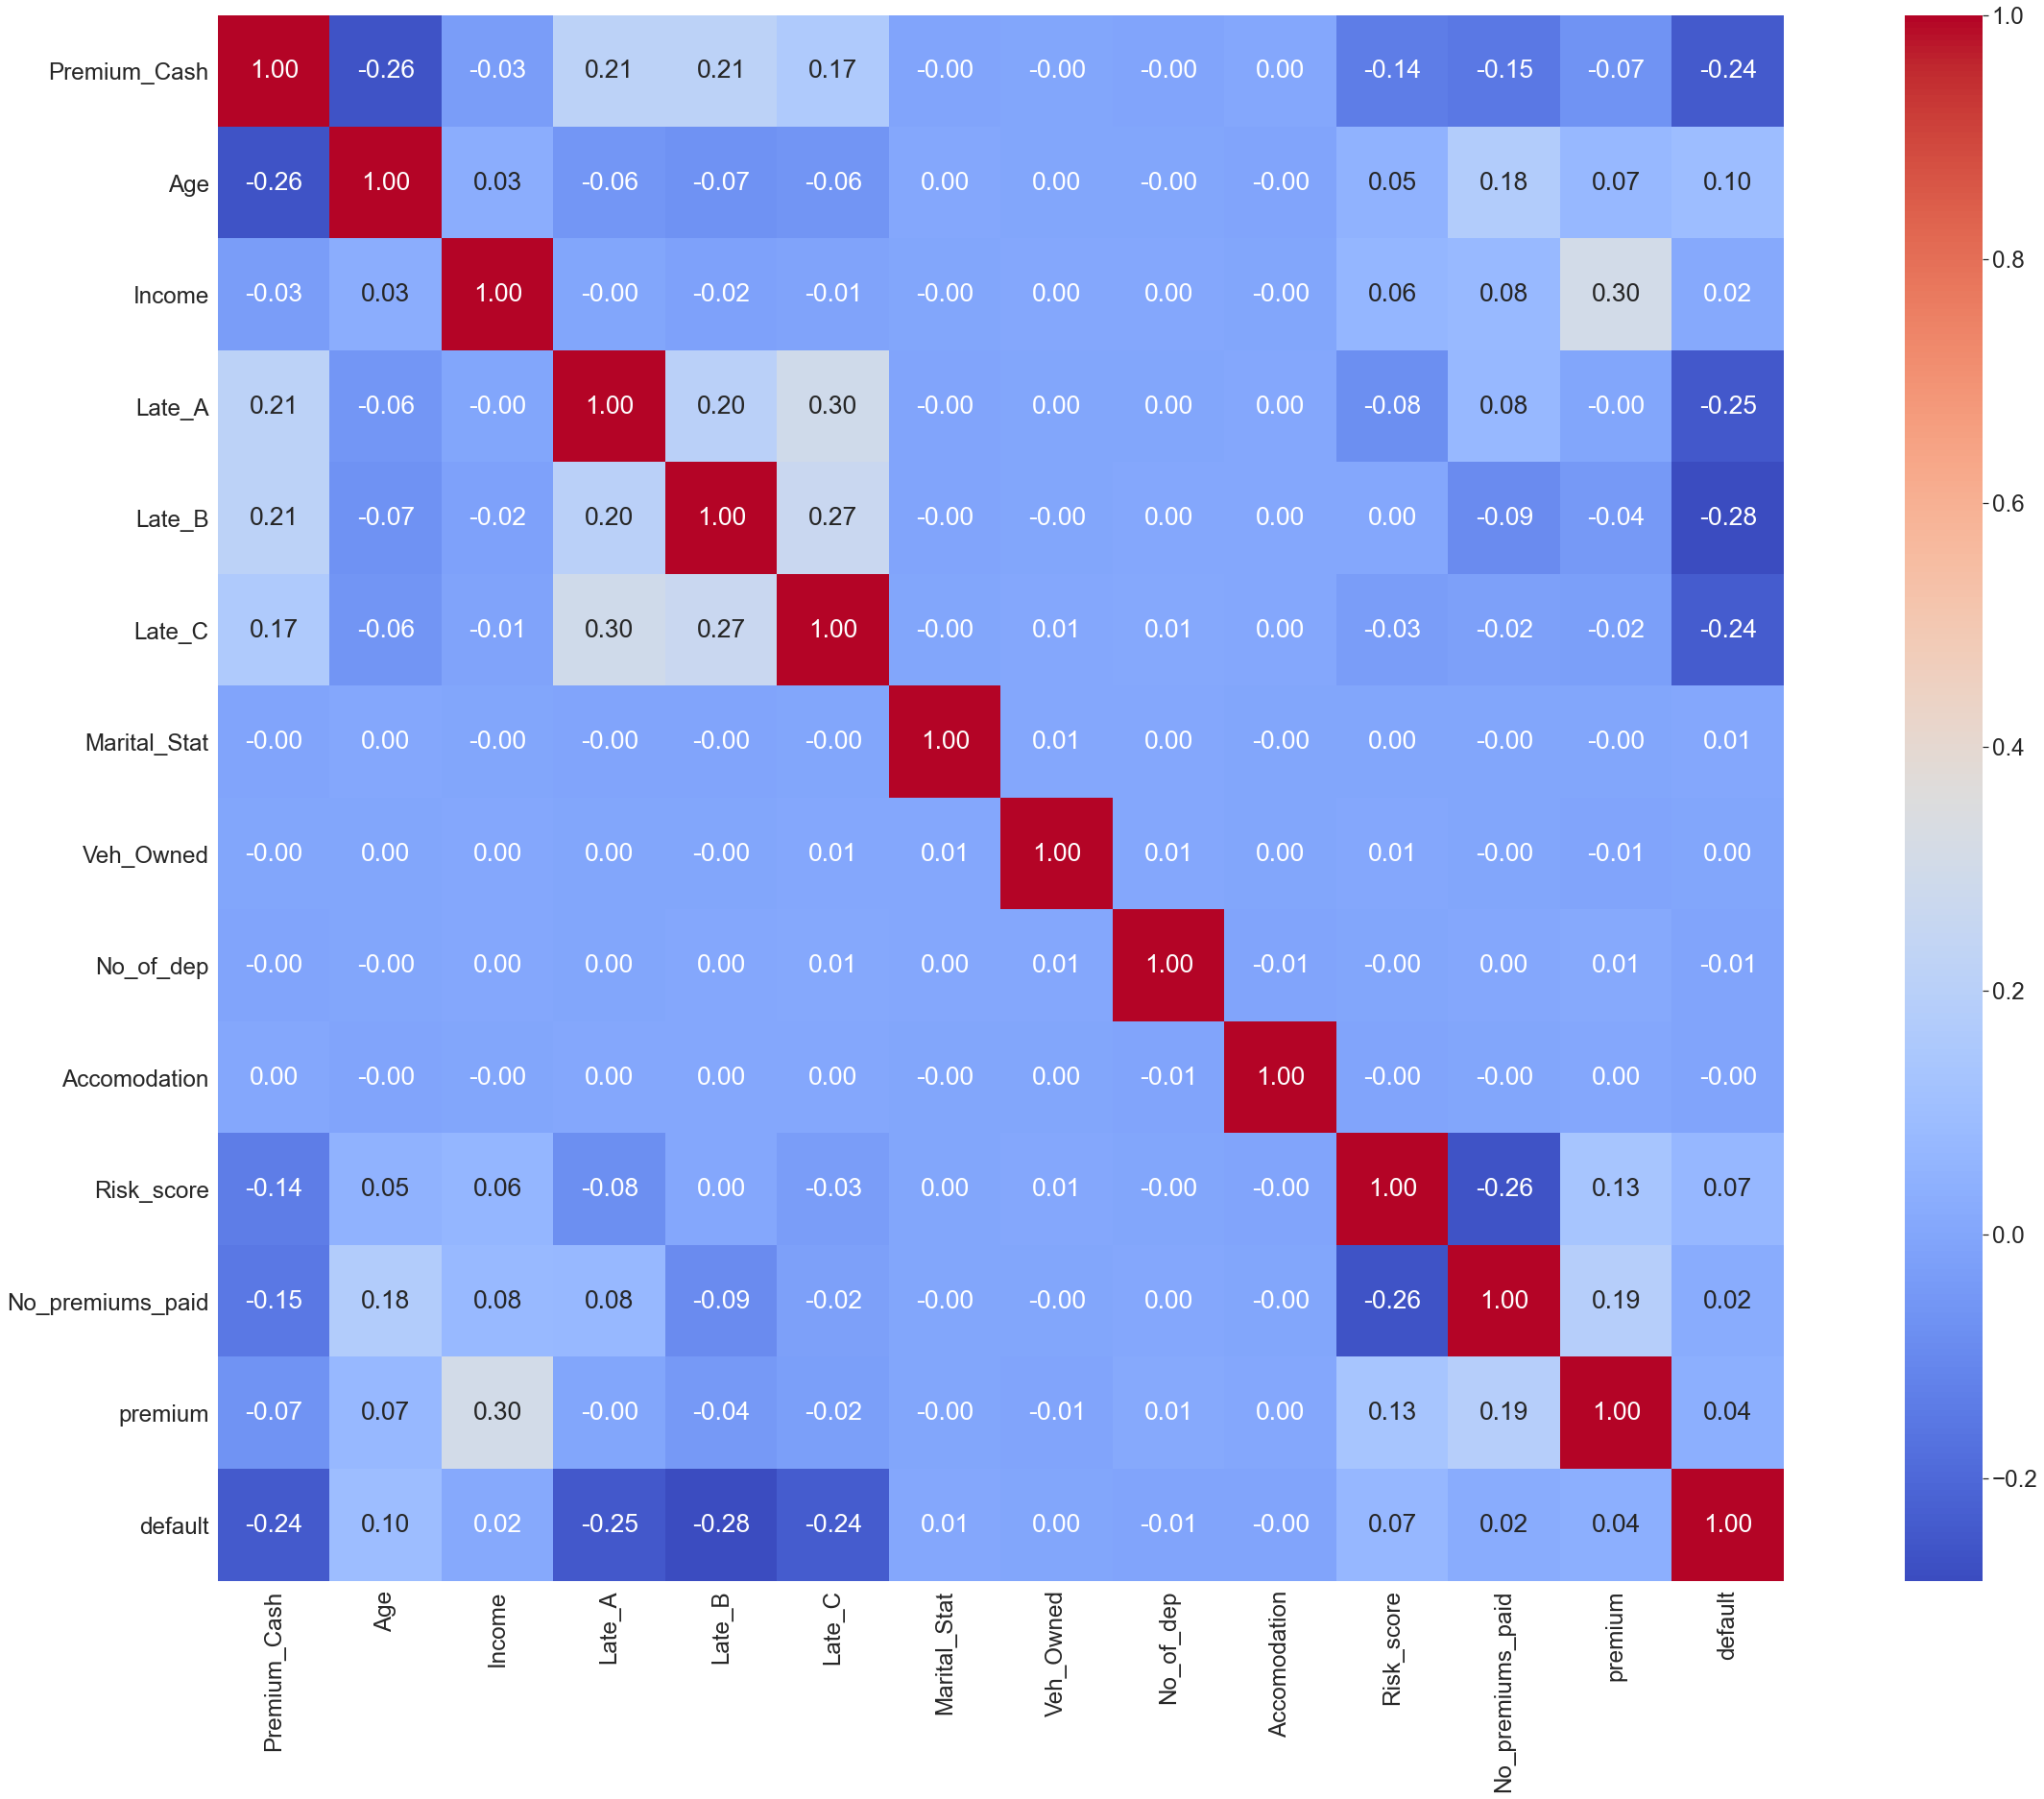 Premium_Cash 1.00 -0.26 -0.03 0.21 0.21 0.17 -0.00 -0.00 -0.00 0.00 -0.14 -0.15 -0.07 -0.24
Age -0.26 1.00 0.03 -0.06 -0.07 -0.06 0.00 0.00 -0.00 -0.00 0.05 0.18 0.07 0.10
Income -0.03 0.03 1.00 -0.00 -0.02 -0.01 -0.00 0.00 0.00 -0.00 0.06 0.08 0.30 0.02
Late_A 0.21 -0.06 -0.00 1.00 0.20 0.30 -0.00 0.00 0.00 0.00 -0.08 0.08 -0.00 -0.25
Late_B 0.21 -0.07 -0.02 0.20 1.00 0.27 -0.00 -0.00 0.00 0.00 0.00 -0.09 -0.04 -0.28
Late_C 0.17 -0.06 -0.01 0.30 0.27 1.00 -0.00 0.01 0.01 0.00 -0.03 -0.02 -0.02 -0.24
Marital_Stat -0.00 0.00 -0.00 -0.00 -0.00 -0.00 1.00 0.01 0.00 -0.00 0.00 -0.00 -0.00 0.01
Veh_Owned -0.00 0.00 0.00 0.00 -0.00 0.01 0.01 1.00 0.01 0.00 0.01 -0.00 -0.01 0.00
No_of_dep -0.00 -0.00 0.00 0.00 0.00 0.01 0.00 0.01 1.00 -0.01 -0.00 0.00 0.01 -0.01
Accomodation 0.00 -0.00 -0.00 0.00 0.00 0.00 -0.00 0.00 -0.01 1.00 -0.00 -0.00 0.00 -0.00
Risk_score -0.14 0.05 0.06 -0.08 0.00 -0.03 0.00 0.01 -0.00 -0.00 1.00 -0.26 0.13 0.07
No_premiums_paid -0.15 0.18 0.08 0.08 -0.09 -0.02 -0.00 -0.00 0.00 -0.00 -0.26 1.00 0.19 0.02
premium -0.07 0.07 0.30 -0.00 -0.04 -0.02 -0.00 -0.01 0.01 0.00 0.13 0.19 1.00 0.04
default -0.24 0.10 0.02 -0.25 -0.28 -0.24 0.01 0.00 -0.01 -0.00 0.07 0.02 0.04 1.00
Premium_Cash
Age
Income
Late_A
Late_B
Late_C
Marital_Stat
Veh_Owned
No_of_dep
Accomodation
Risk_score
No_premiums_paid
premium
default
1.0
0.8
0.6
0.4
0.2
0.0
−0.2